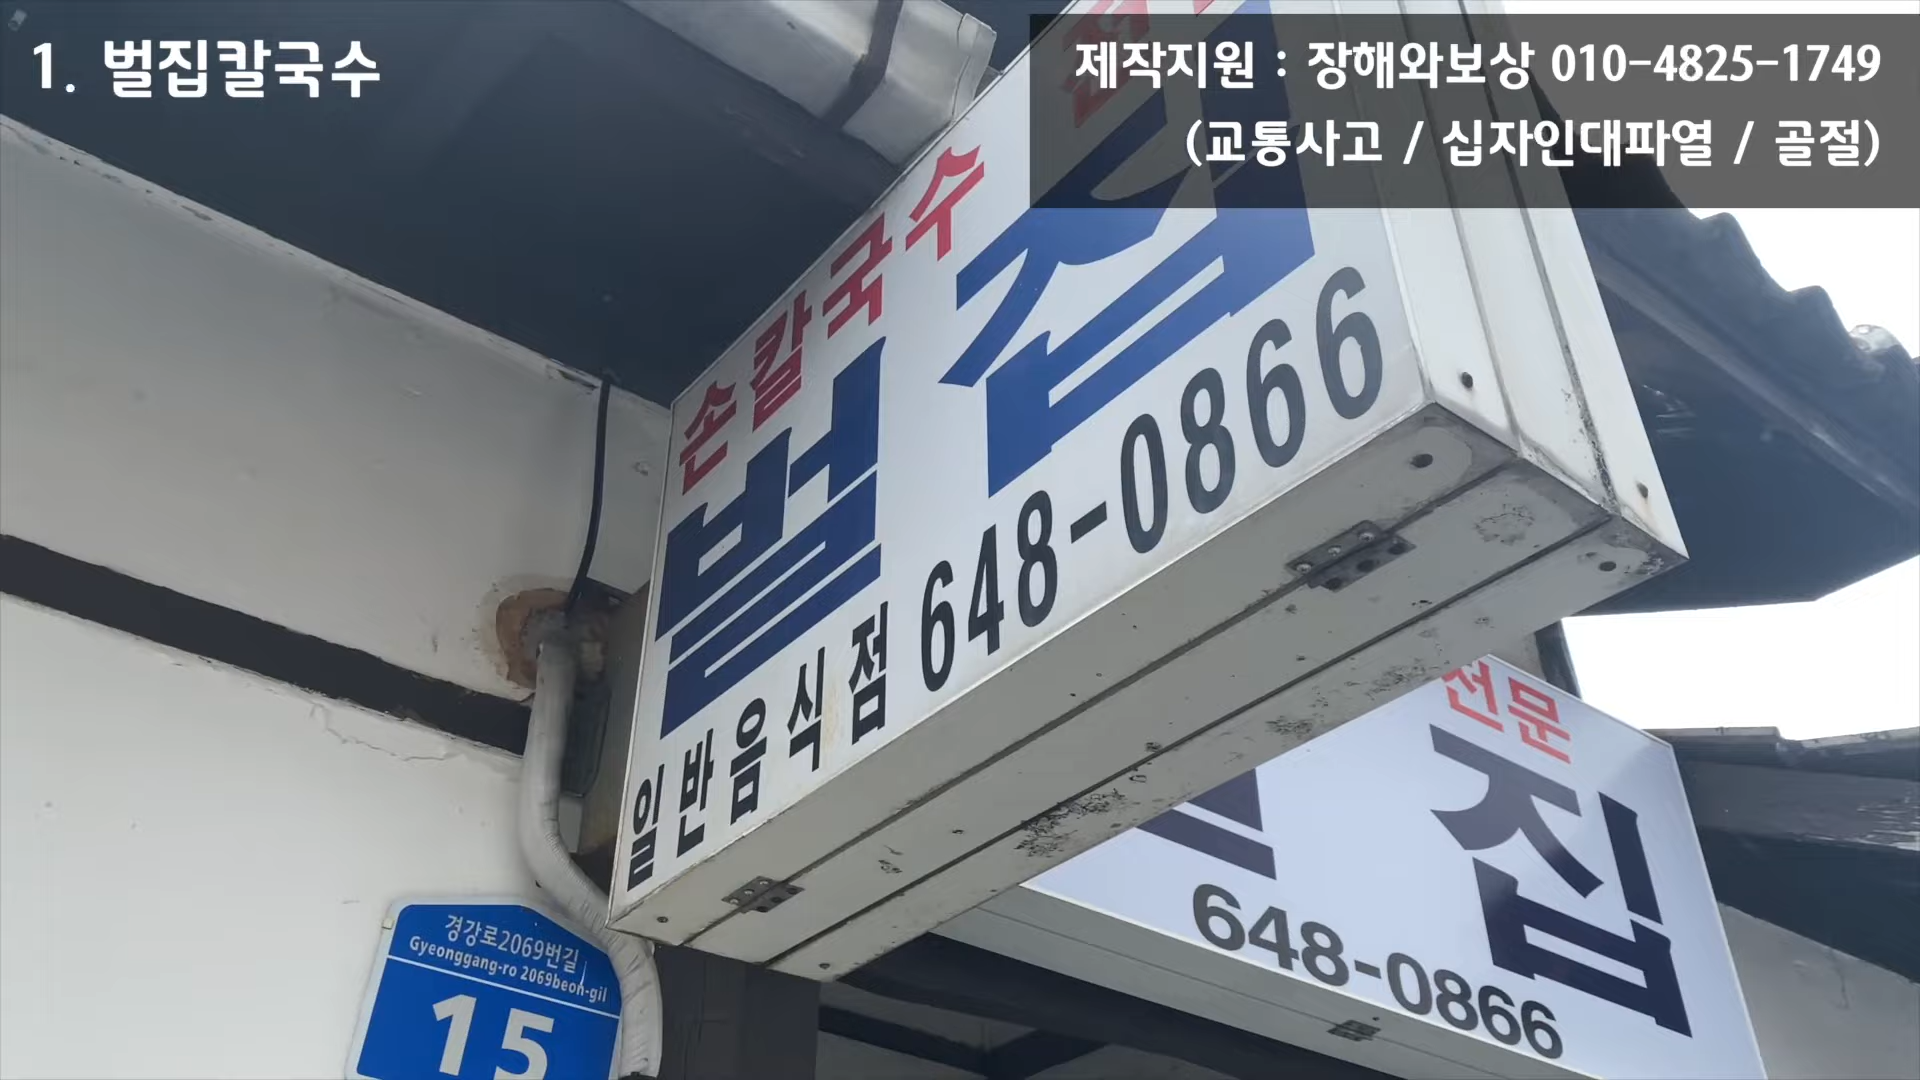 1. 벌집칼국수
제작지원 : 장해와보상 010-4825-1749
(교통사고 / 십자인대파열 / 골절)
손칼국수
벌집
일반음식점 648-0866
전문
집
648-0866
경강로2069번길
Gyeonggang-ro 2069beon-gil
15